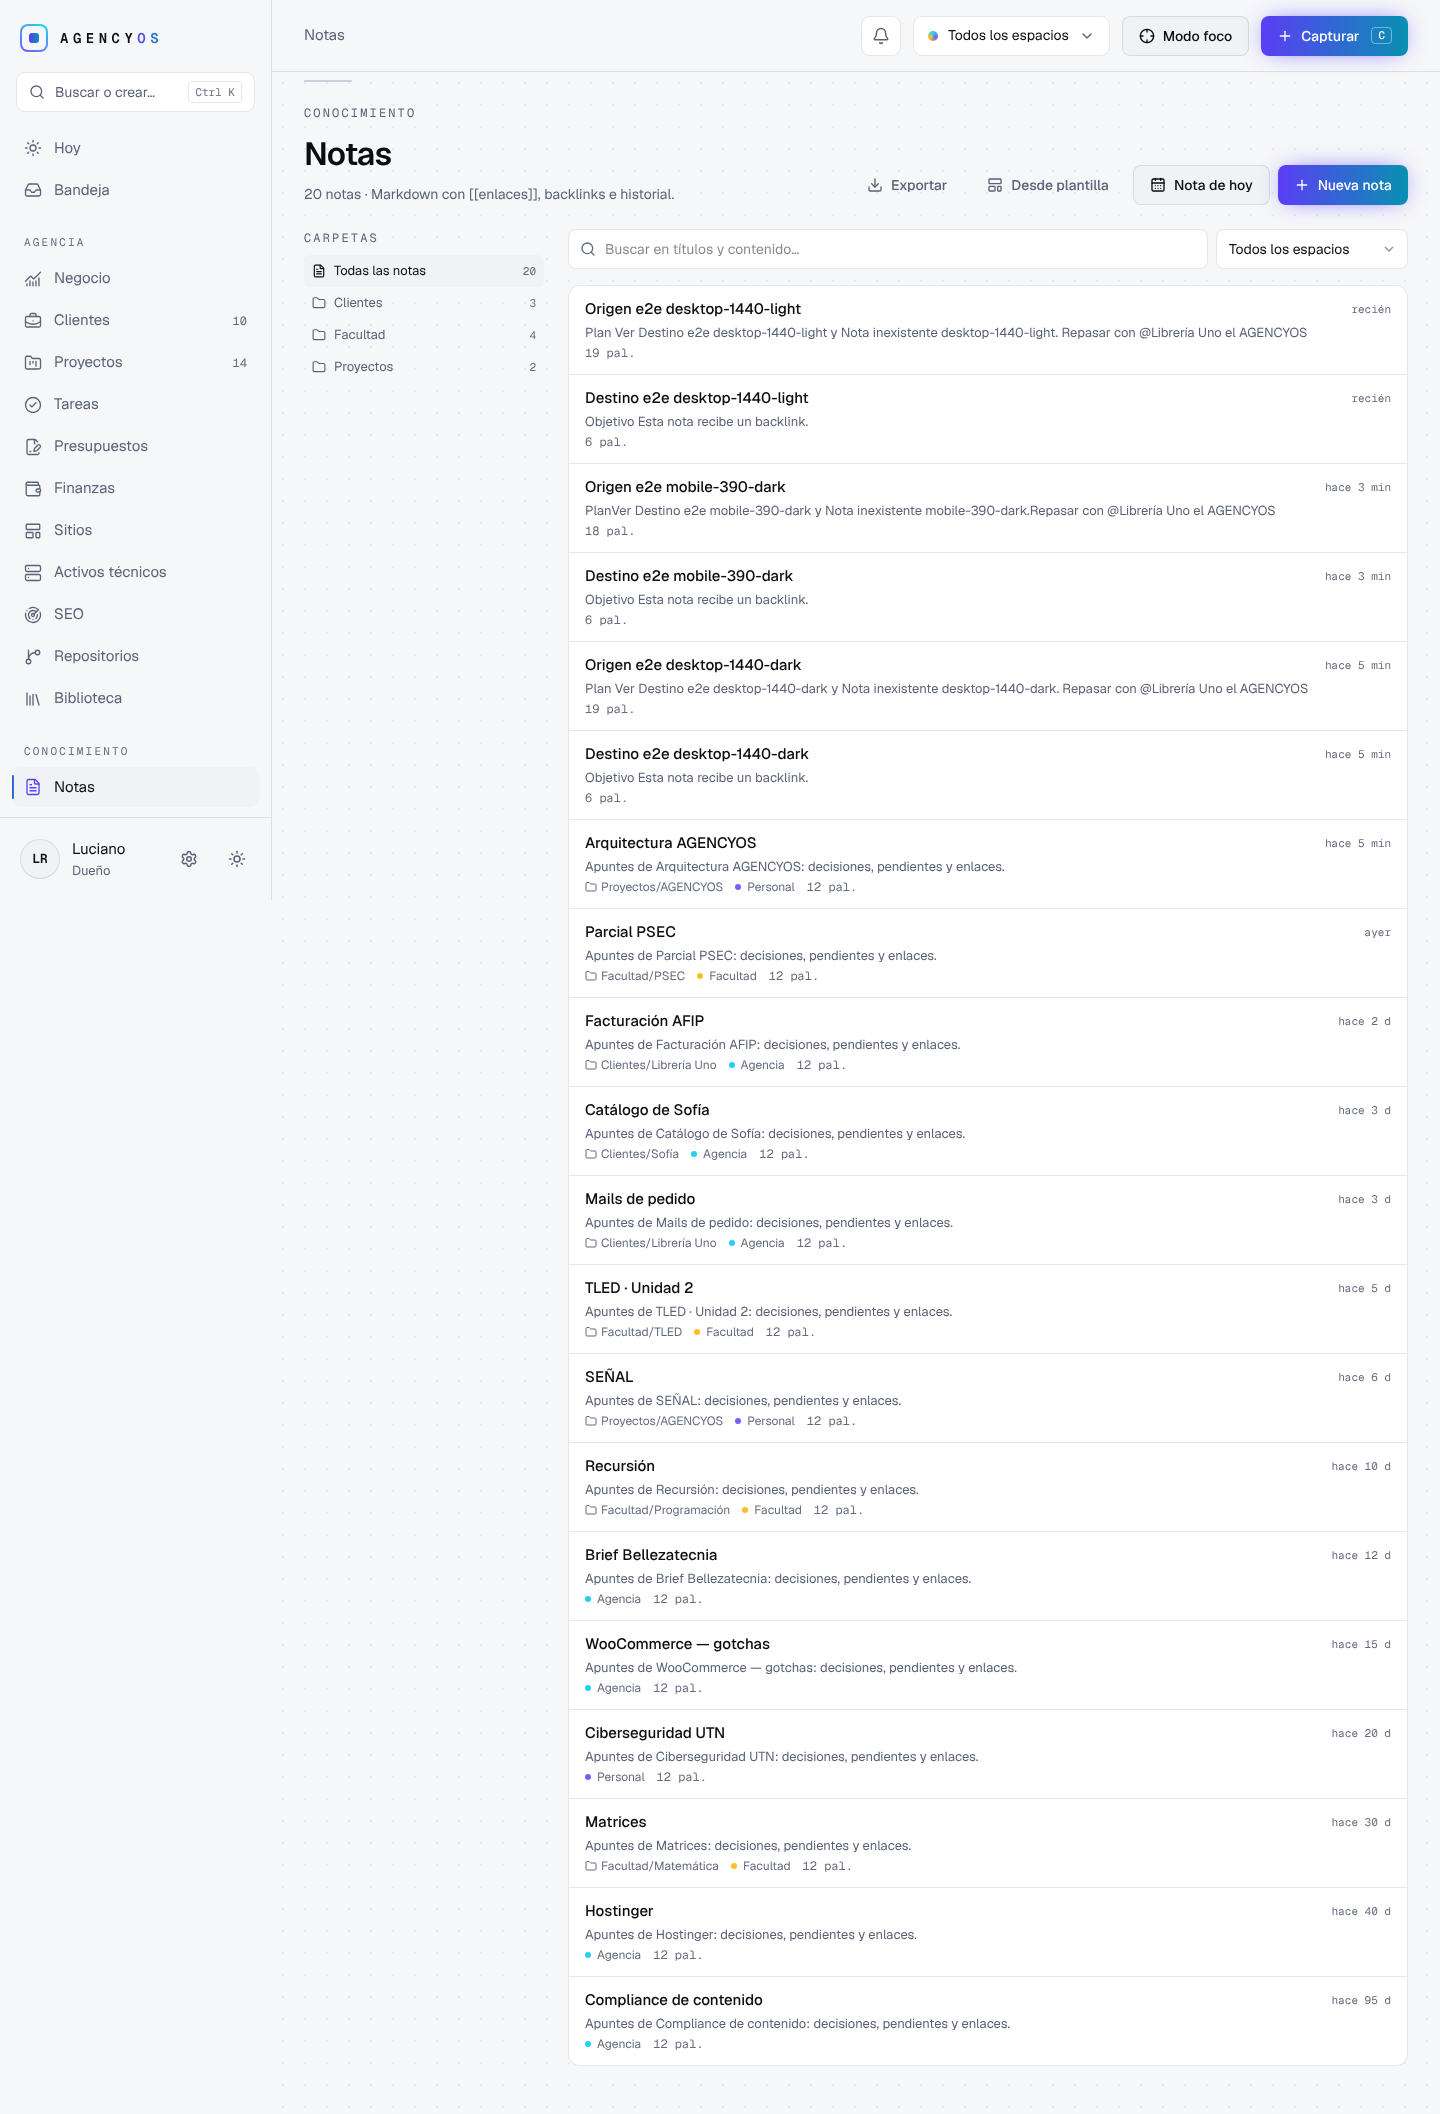 AGENCYOS
Buscar o crear... Ctrl K
Hoy
Bandeja
AGENCIA
Negocio
Clientes 10
Proyectos 14
Tareas
Presupuestos
Finanzas
Sitios
Activos técnicos
SEO
Repositorios
Biblioteca
CONOCIMIENTO
Notas
LR
Luciano
Dueño
Notas
Todos los espacios
Modo foco
Capturar C
CONOCIMIENTO
Notas
20 notas · Markdown con [[enlaces]], backlinks e historial.
Exportar
Desde plantilla
Nota de hoy
Nueva nota
CARPETAS
Todas las notas 20
Clientes 3
Facultad 4
Proyectos 2
Buscar en títulos y contenido...
Todos los espacios
Origen e2e desktop-1440-light recién
Plan Ver Destino e2e desktop-1440-light y Nota inexistente desktop-1440-light. Repasar con @Librería Uno el AGENCYOS
19 pal.
Destino e2e desktop-1440-light recién
Objetivo Esta nota recibe un backlink.
6 pal.
Origen e2e mobile-390-dark hace 3 min
PlanVer Destino e2e mobile-390-dark y Nota inexistente mobile-390-dark.Repasar con @Librería Uno el AGENCYOS
18 pal.
Destino e2e mobile-390-dark hace 3 min
Objetivo Esta nota recibe un backlink.
6 pal.
Origen e2e desktop-1440-dark hace 5 min
Plan Ver Destino e2e desktop-1440-dark y Nota inexistente desktop-1440-dark. Repasar con @Librería Uno el AGENCYOS
19 pal.
Destino e2e desktop-1440-dark hace 5 min
Objetivo Esta nota recibe un backlink.
6 pal.
Arquitectura AGENCYOS hace 5 min
Apuntes de Arquitectura AGENCYOS: decisiones, pendientes y enlaces.
Proyectos/AGENCYOS Personal 12 pal.
Parcial PSEC ayer
Apuntes de Parcial PSEC: decisiones, pendientes y enlaces.
Facultad/PSEC Facultad 12 pal.
Facturación AFIP hace 2 d
Apuntes de Facturación AFIP: decisiones, pendientes y enlaces.
Clientes/Librería Uno Agencia 12 pal.
Catálogo de Sofía hace 3 d
Apuntes de Catálogo de Sofía: decisiones, pendientes y enlaces.
Clientes/Sofía Agencia 12 pal.
Mails de pedido hace 3 d
Apuntes de Mails de pedido: decisiones, pendientes y enlaces.
Clientes/Librería Uno Agencia 12 pal.
TLED · Unidad 2 hace 5 d
Apuntes de TLED · Unidad 2: decisiones, pendientes y enlaces.
Facultad/TLED Facultad 12 pal.
SEÑAL hace 6 d
Apuntes de SEÑAL: decisiones, pendientes y enlaces.
Proyectos/AGENCYOS Personal 12 pal.
Recursión hace 10 d
Apuntes de Recursión: decisiones, pendientes y enlaces.
Facultad/Programación Facultad 12 pal.
Brief Bellezatecnia hace 12 d
Apuntes de Brief Bellezatecnia: decisiones, pendientes y enlaces.
Agencia 12 pal.
WooCommerce — gotchas hace 15 d
Apuntes de WooCommerce — gotchas: decisiones, pendientes y enlaces.
Agencia 12 pal.
Ciberseguridad UTN hace 20 d
Apuntes de Ciberseguridad UTN: decisiones, pendientes y enlaces.
Personal 12 pal.
Matrices hace 30 d
Apuntes de Matrices: decisiones, pendientes y enlaces.
Facultad/Matemática Facultad 12 pal.
Hostinger hace 40 d
Apuntes de Hostinger: decisiones, pendientes y enlaces.
Agencia 12 pal.
Compliance de contenido hace 95 d
Apuntes de Compliance de contenido: decisiones, pendientes y enlaces.
Agencia 12 pal.